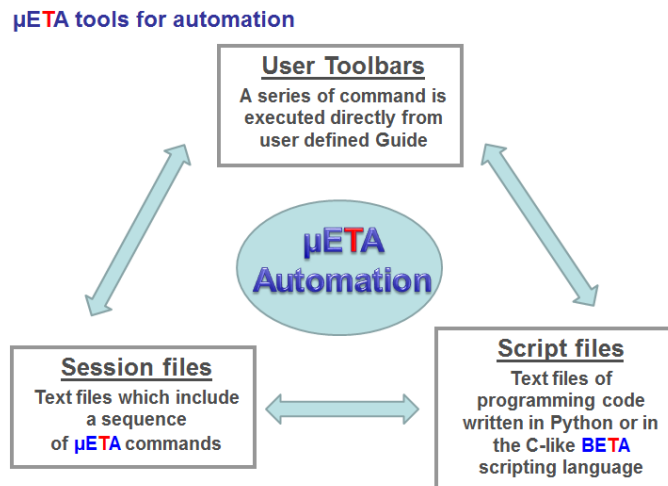 µETA tools for automation
User Toolbars
A series of command is
executed directly from
user defined Guide
µETA
Automation
Session files
Text files which include
a sequence
of µETA commands
Script files
Text files of
programming code
written in Python or in
the C-like BETA
scripting language